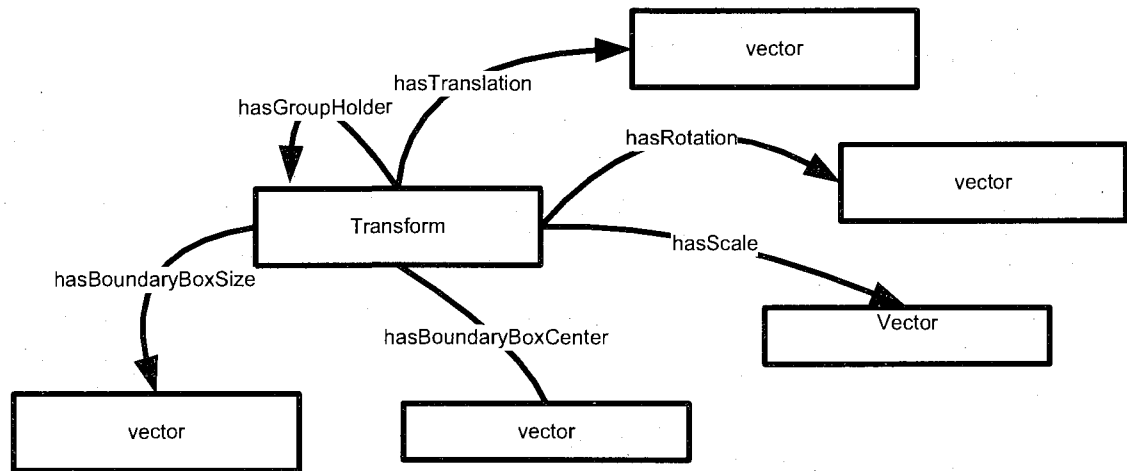 vector
hasTranslation
hasGroupHolder
hasRotation
vector
Transform
hasScale
hasBoundaryBoxSize
Vector
hasBoundaryBoxCenter
vector
vector